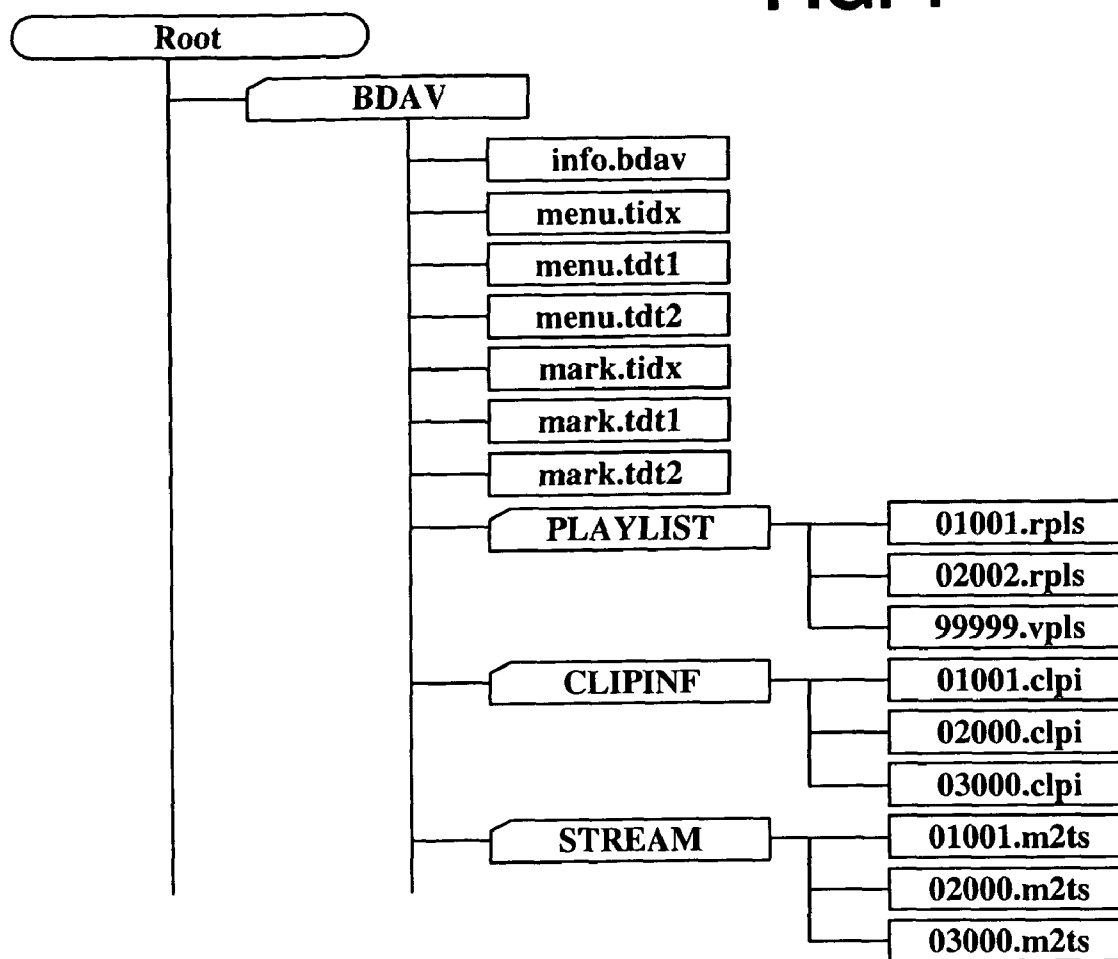 Root
BDAV
info.bdav
menu.tidx
menu.tdt1
menu.tdt2
mark.tidx
mark.tdt1
mark.tdt2
PLAYLIST
01001.rpls
02002.rpls
99999.vpls
CLIPINF
01001.clpi
02000.clpi
03000.clpi
STREAM
01001.m2ts
02000.m2ts
03000.m2ts